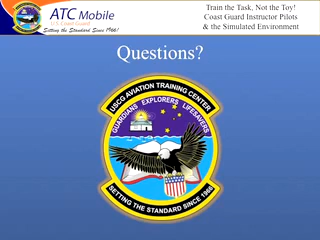 ATC Mobile
U.S. Coast Guard
Setting the Standard Since 1966!
Train the Task, Not the Toy!
Coast Guard Instructor Pilots
& the Simulated Environment
Questions?
USCG AVIATION TRAINING CENTER
GUARDIANS EXPLORERS LIFESAVERS
SETTING THE STANDARD SINCE 1966